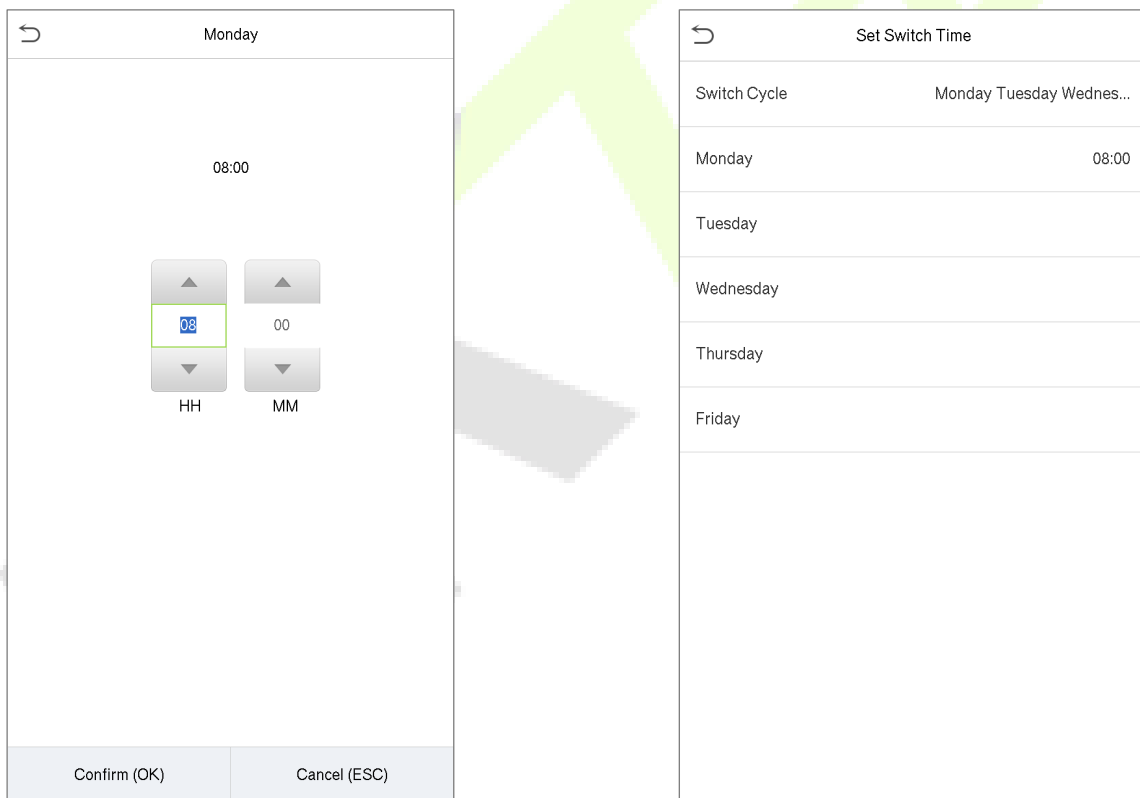 Monday
08:00
08 00
HH MM
Confirm (OK) Cancel (ESC)
Set Switch Time
Switch Cycle Monday Tuesday Wednes...
Monday 08:00
Tuesday
Wednesday
Thursday
Friday